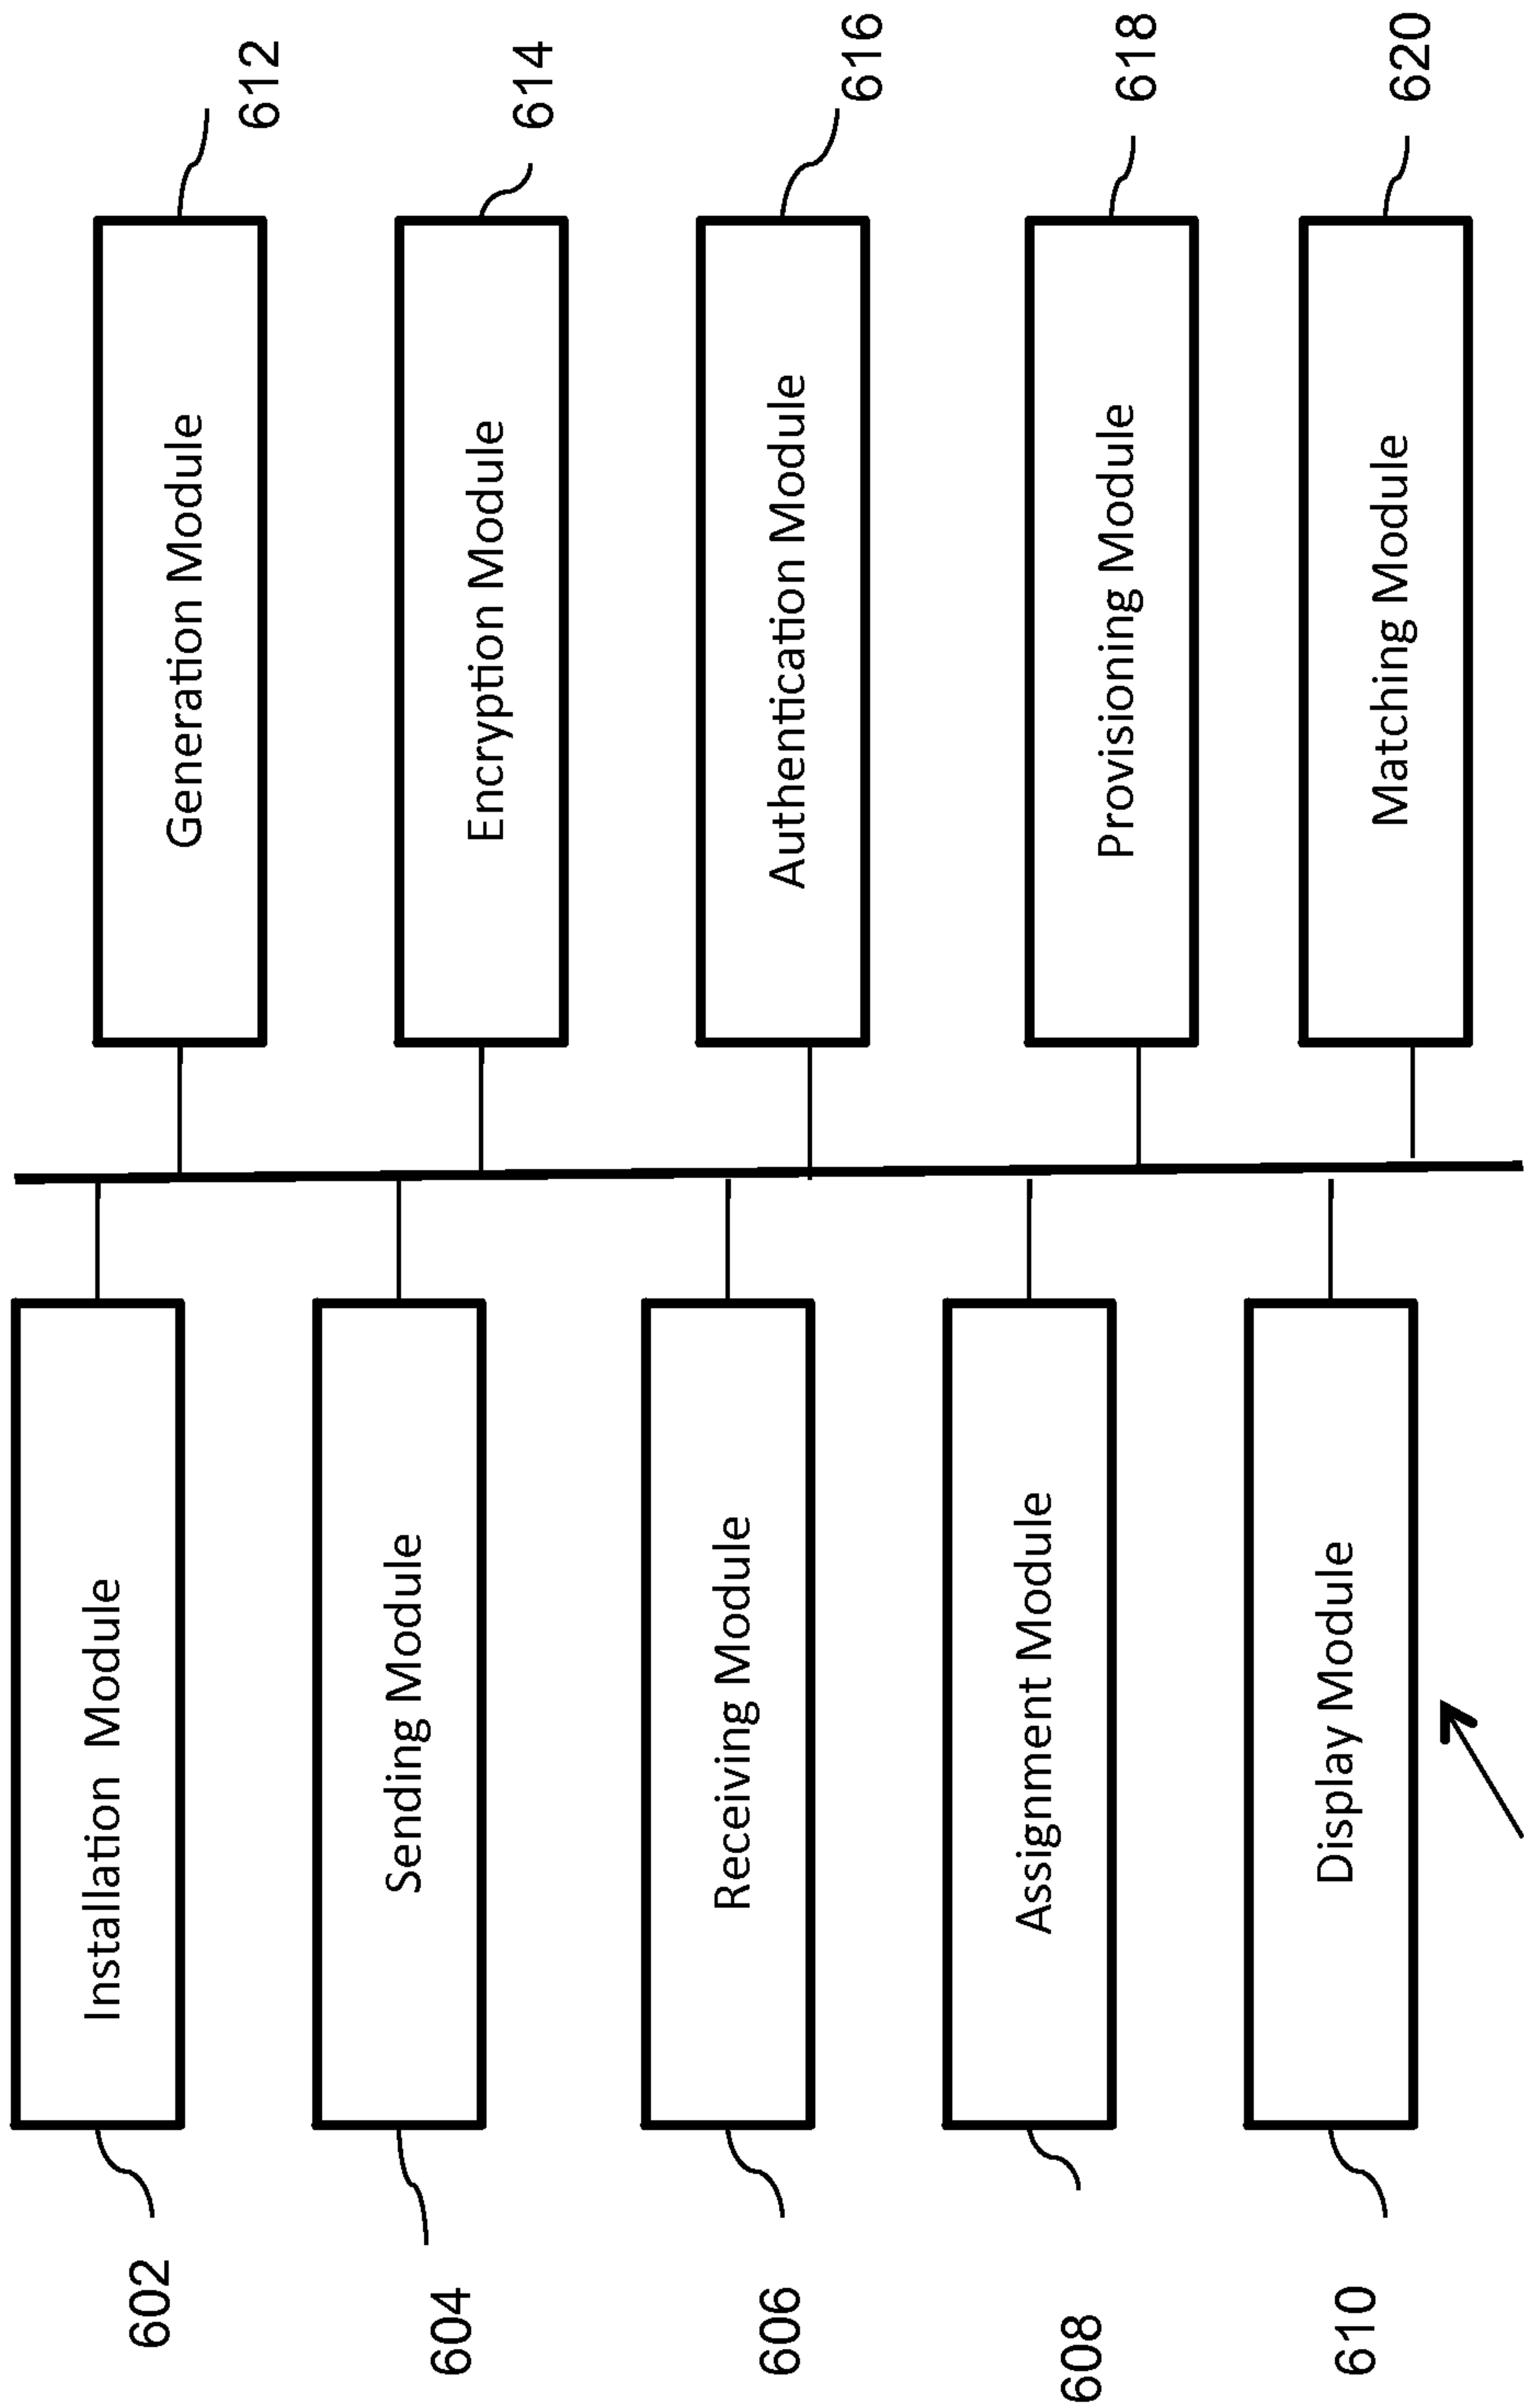 602
Installation Module
Generation Module
612
604
Sending Module
Encryption Module
614
606
Receiving Module
Authentication Module
616
608
Assignment Module
Provisioning Module
618
610
Display Module
Matching Module
620